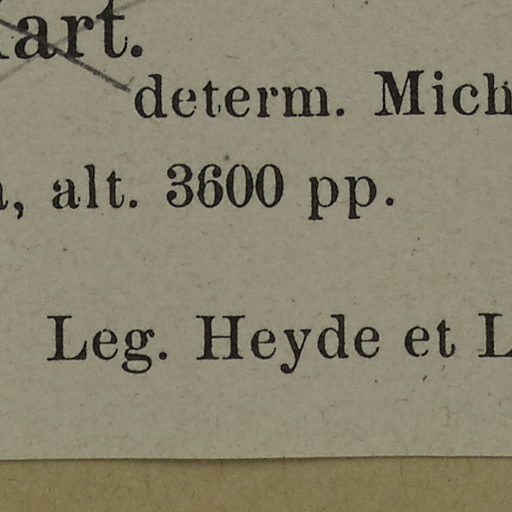 art.
determ. Mich
, alt. 3600 pp.
Leg. Heyde et L